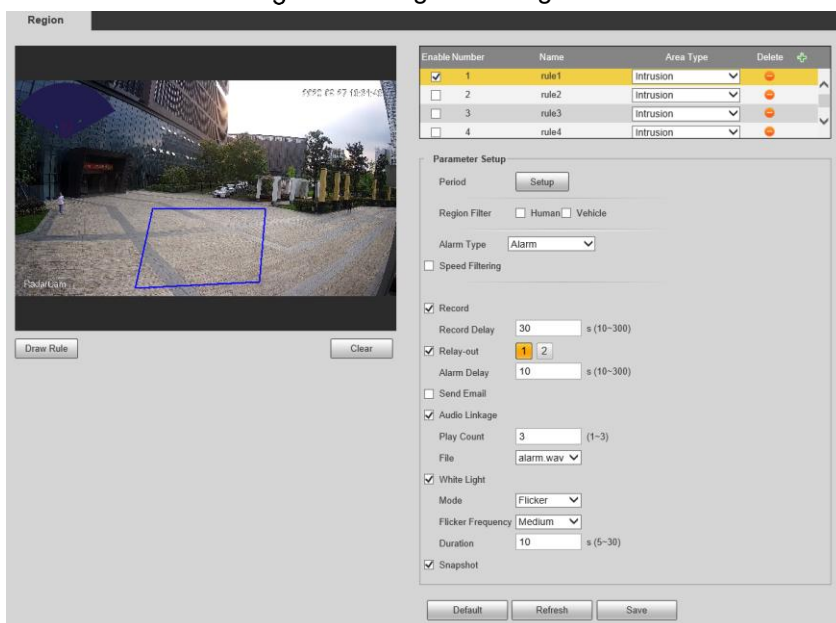 Region
Enable Number Name Area Type Delete
1 rule1 Intrusion
2 rule2 Intrusion
3 rule3 Intrusion
4 rule4 Intrusion
RadarCam
Draw Rule Clear
Parameter Setup
Period Setup
Region Filter Human Vehicle
Alarm Type Alarm
Speed Filtering
Record
Record Delay 30 s (10~300)
Relay-out 1 2
Alarm Delay 10 s (10~300)
Send Email
Audio Linkage
Play Count 3 (1~3)
File alarm.wav
White Light
Mode Flicker
Flicker Frequency Medium
Duration 10 s (5~30)
Snapshot
Default Refresh Save